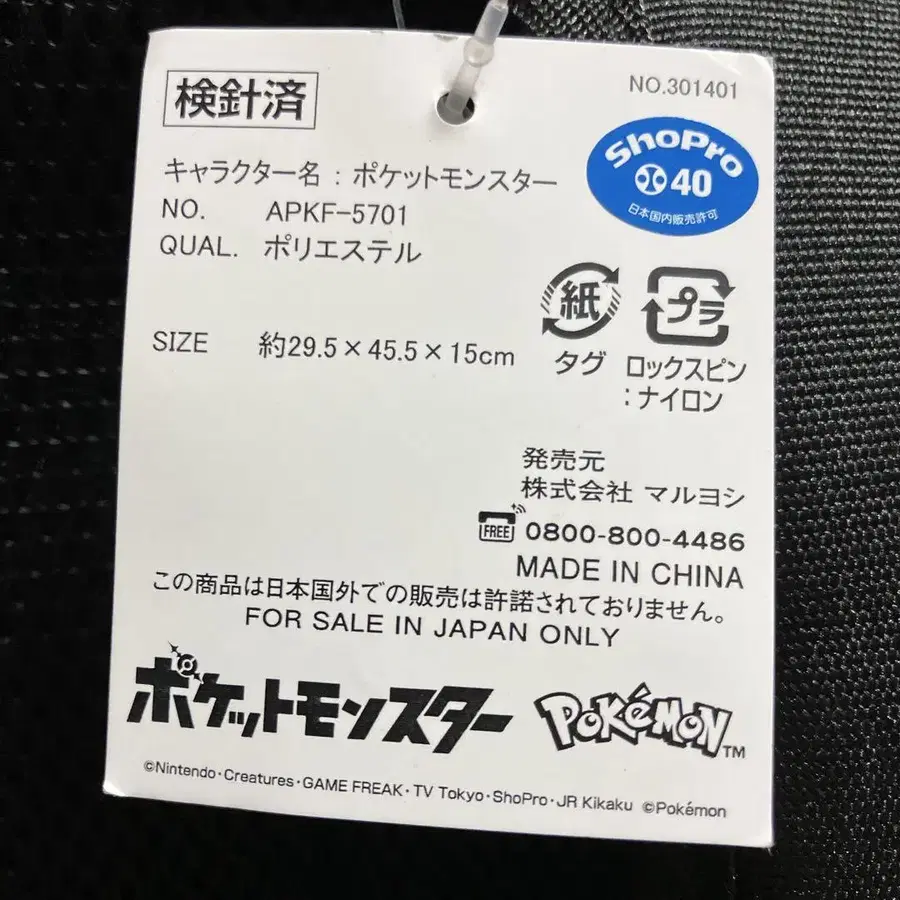 検針済
NO.301401
ShoPro
40
日本国内販売許可
キャラクター名 : ポケットモンスター
NO. APKF-5701
QUAL. ポリエステル
SIZE 約29.5×45.5×15cm
紙
タグ
プラ
ロックスピン
:ナイロン
発売元
株式会社 マルヨシ
FREE 0800-800-4486
MADE IN CHINA
この商品は日本国外での販売は許諾されておりません。
FOR SALE IN JAPAN ONLY
ポケットモンスター
POKéMON™
©Nintendo・Creatures・GAME FREAK・TV Tokyo・ShoPro・JR Kikaku ©Pokémon